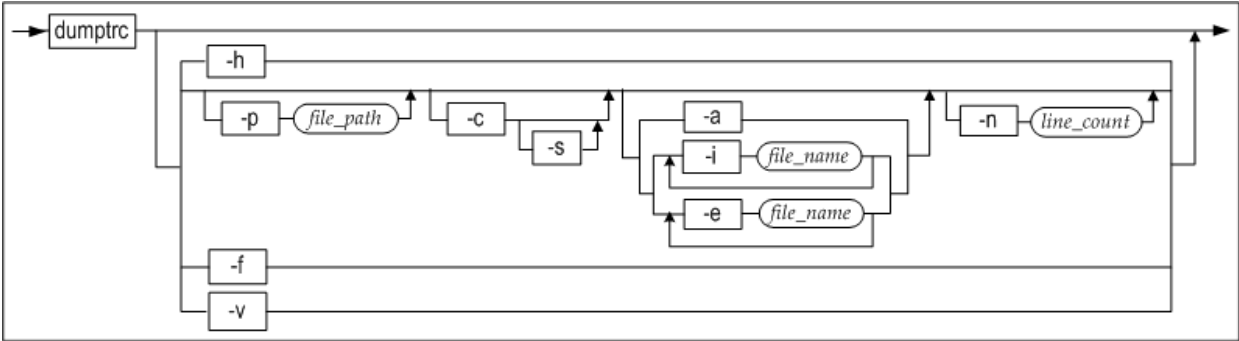 dumptrc
-h
-p file_path -c -s -a -n line_count
-i file_name
-e file_name
-f
-v